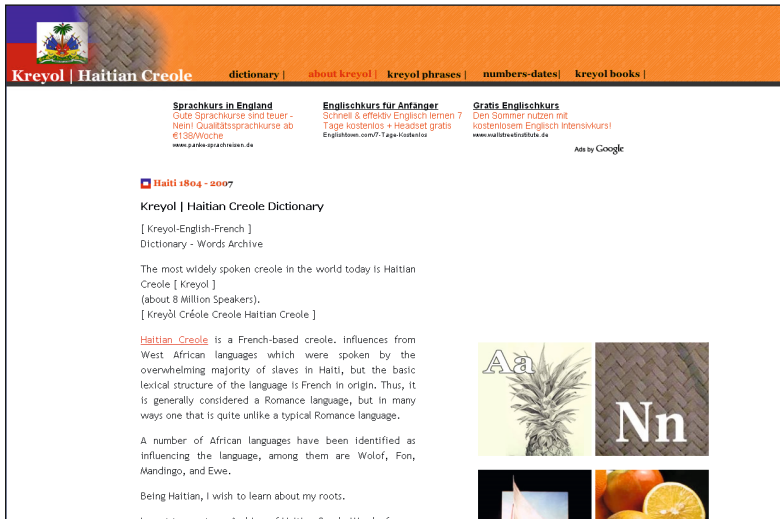 Kreyol | Haitian Creole
dictionary | about kreyol | kreyol phrases | numbers-dates| kreyol books |
Sprachkurs in England
Gute Sprachkurse sind teuer -
Nein! Qualitätssprachkurse ab
€138/Woche
www.panke-sprachreisen.de
Englischkurs für Anfänger
Schnell & effektiv Englisch lernen 7
Tage kostenlos + Headset gratis
Englishtown.com/7-Tage-Kostenlos
Gratis Englischkurs
Den Sommer nutzen mit
kostenlosem Englisch Intensivkurs!
www.wallstreetinstitute.de
Ads by Google
Haiti 1804 - 2007
Kreyol | Haitian Creole Dictionary
[ Kreyol-English-French ]
Dictionary - Words Archive
The most widely spoken creole in the world today is Haitian
Creole [ Kreyol ]
(about 8 Million Speakers).
[ Kreyòl Créole Creole Haitian Creole ]
Haitian Creole is a French-based creole. influences from
West African languages which were spoken by the
overwhelming majority of slaves in Haiti, but the basic
lexical structure of the language is French in origin. Thus, it
is generally considered a Romance language, but in many
ways one that is quite unlike a typical Romance language.
A number of African languages have been identified as
influencing the language, among them are Wolof, Fon,
Mandingo, and Ewe.
Being Haitian, I wish to learn about my roots.
Aa
Nn